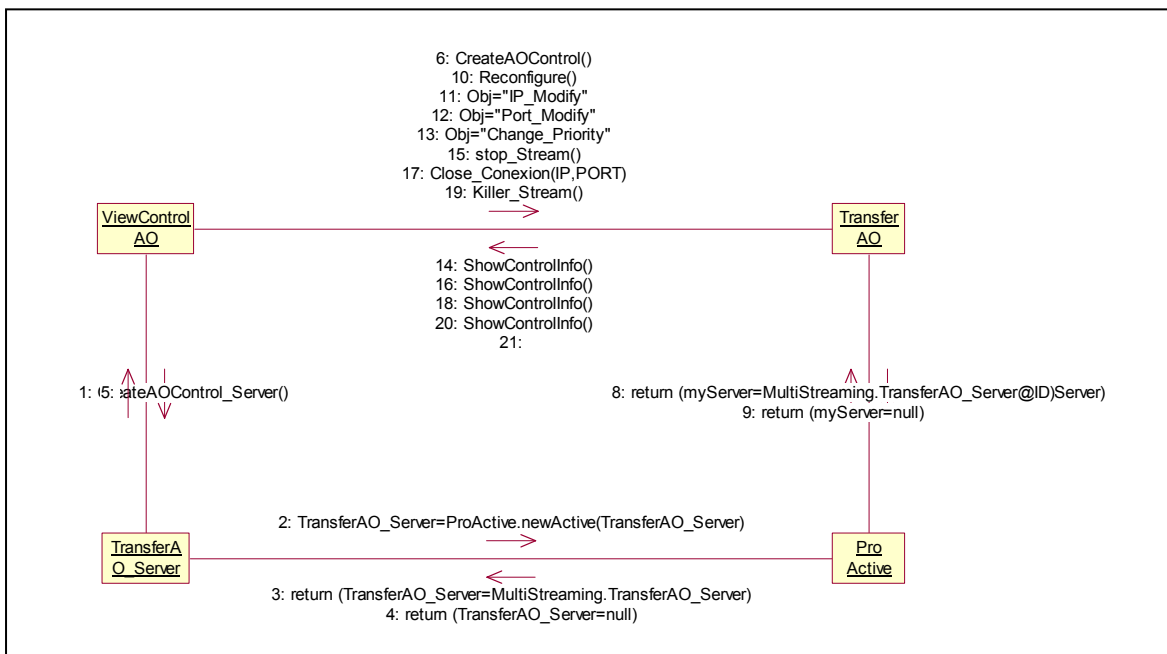 6: CreateAOControl()
10: Reconfigure()
11: Obj="IP_Modify"
12: Obj="Port_Modify"
13: Obj="Change_Priority"
15: stop_Stream()
17: Close_Conexion(IP,PORT)
19: Killer_Stream()
ViewControl
AO
Transfer
AO
14: ShowControlInfo()
16: ShowControlInfo()
18: ShowControlInfo()
20: ShowControlInfo()
21:
1: 5: eateAOControl_Server()
8: return (myServer=MultiStreaming.TransferAO_Server@ID)Server)
9: return (myServer=null)
2: TransferAO_Server=ProActive.newActive(TransferAO_Server)
TransferA
O_Server
Pro
Active
3: return (TransferAO_Server=MultiStreaming.TransferAO_Server)
4: return (TransferAO_Server=null)